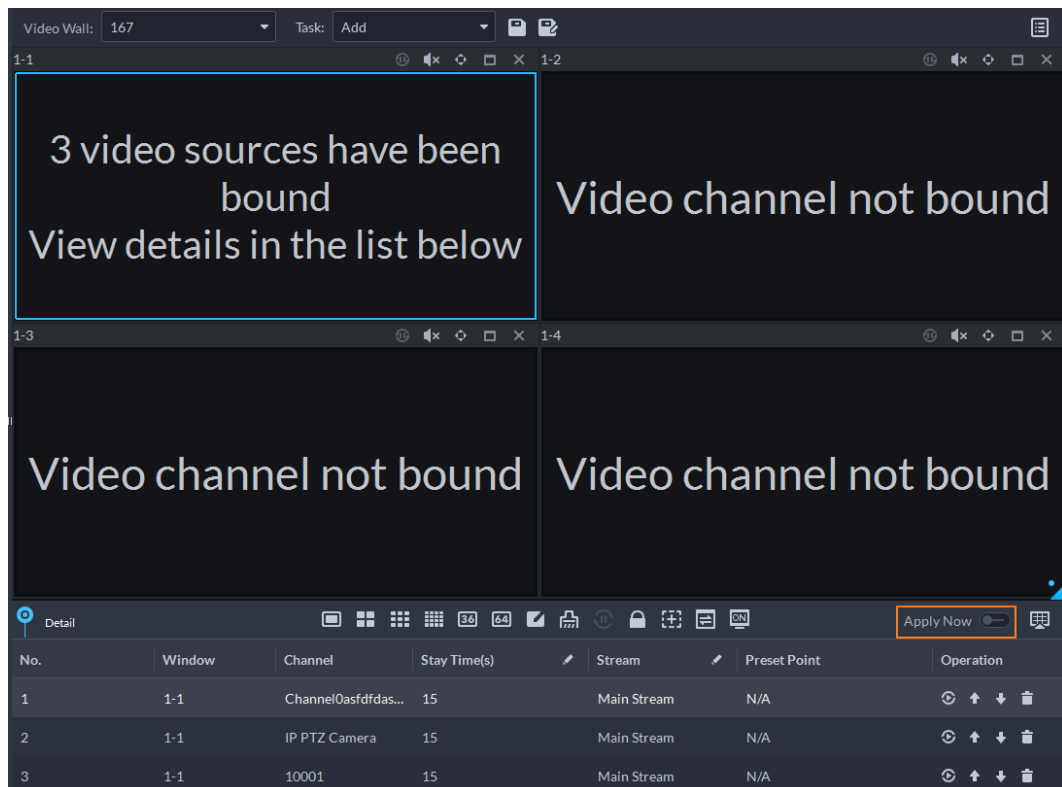 Video Wall: 167 Task: Add
1-1
1-2
3 video sources have been
bound
View details in the list below
Video channel not bound
1-3
1-4
Video channel not bound
Video channel not bound
Detail 36 64 ON Apply Now
No. Window Channel Stay Time(s) Stream Preset Point Operation
1 1-1 Channel0asfdfdas... 15 Main Stream N/A
2 1-1 IP PTZ Camera 15 Main Stream N/A
3 1-1 10001 15 Main Stream N/A